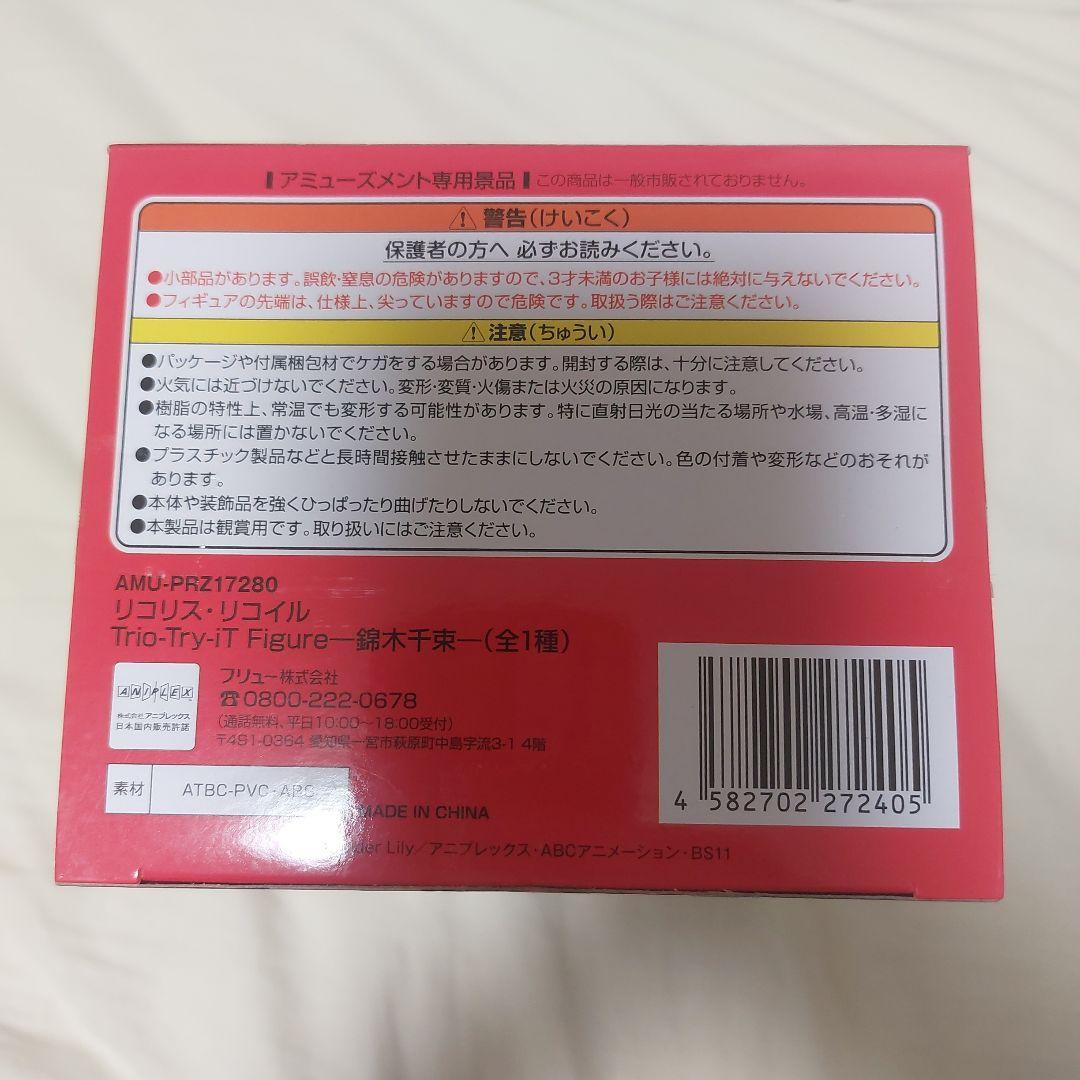 アミューズメント専用景品 この商品は一般市販されておりません。
⚠警告(けいこく)
保護者の方へ 必ずお読みください。
●小部品があります。誤飲・窒息の危険がありますので、3才未満のお子様には絶対に与えないでください。
●フィギュアの先端は、仕様上、尖っていますので危険です。取扱う際はご注意ください。
⚠注意(ちゅうい)
●パッケージや付属梱包材でケガをする場合があります。開封する際は、十分に注意してください。
●火気には近づけないでください。変形・変質・火傷または火災の原因になります。
●樹脂の特性上、常温でも変形する可能性があります。特に直射日光の当たる場所や水場、高温・多湿に
なる場所には置かないでください。
●プラスチック製品などと長時間接触させたままにしないでください。色の付着や変形などのおそれが
あります。
●本体や装飾品を強くひっぱったり曲げたりしないでください。
●本製品は観賞用です。取り扱いにはご注意ください。
AMU-PRZ17280
リコリス・リコイル
Trio-Try-iT Figure―錦木千束―(全1種)
ANIPLEX
株式会社アニプレックス
日本国内販売許諾
フリュー株式会社
☎0800-222-0678
(通話無料、平日10:00～18:00受付)
〒491-0364 愛知県一宮市萩原町中島字流3-1 4階
素材 ATBC-PVC・ABS
MADE IN CHINA
Lily／アニプレックス・ABCアニメーション・BS11
4 582702 272405